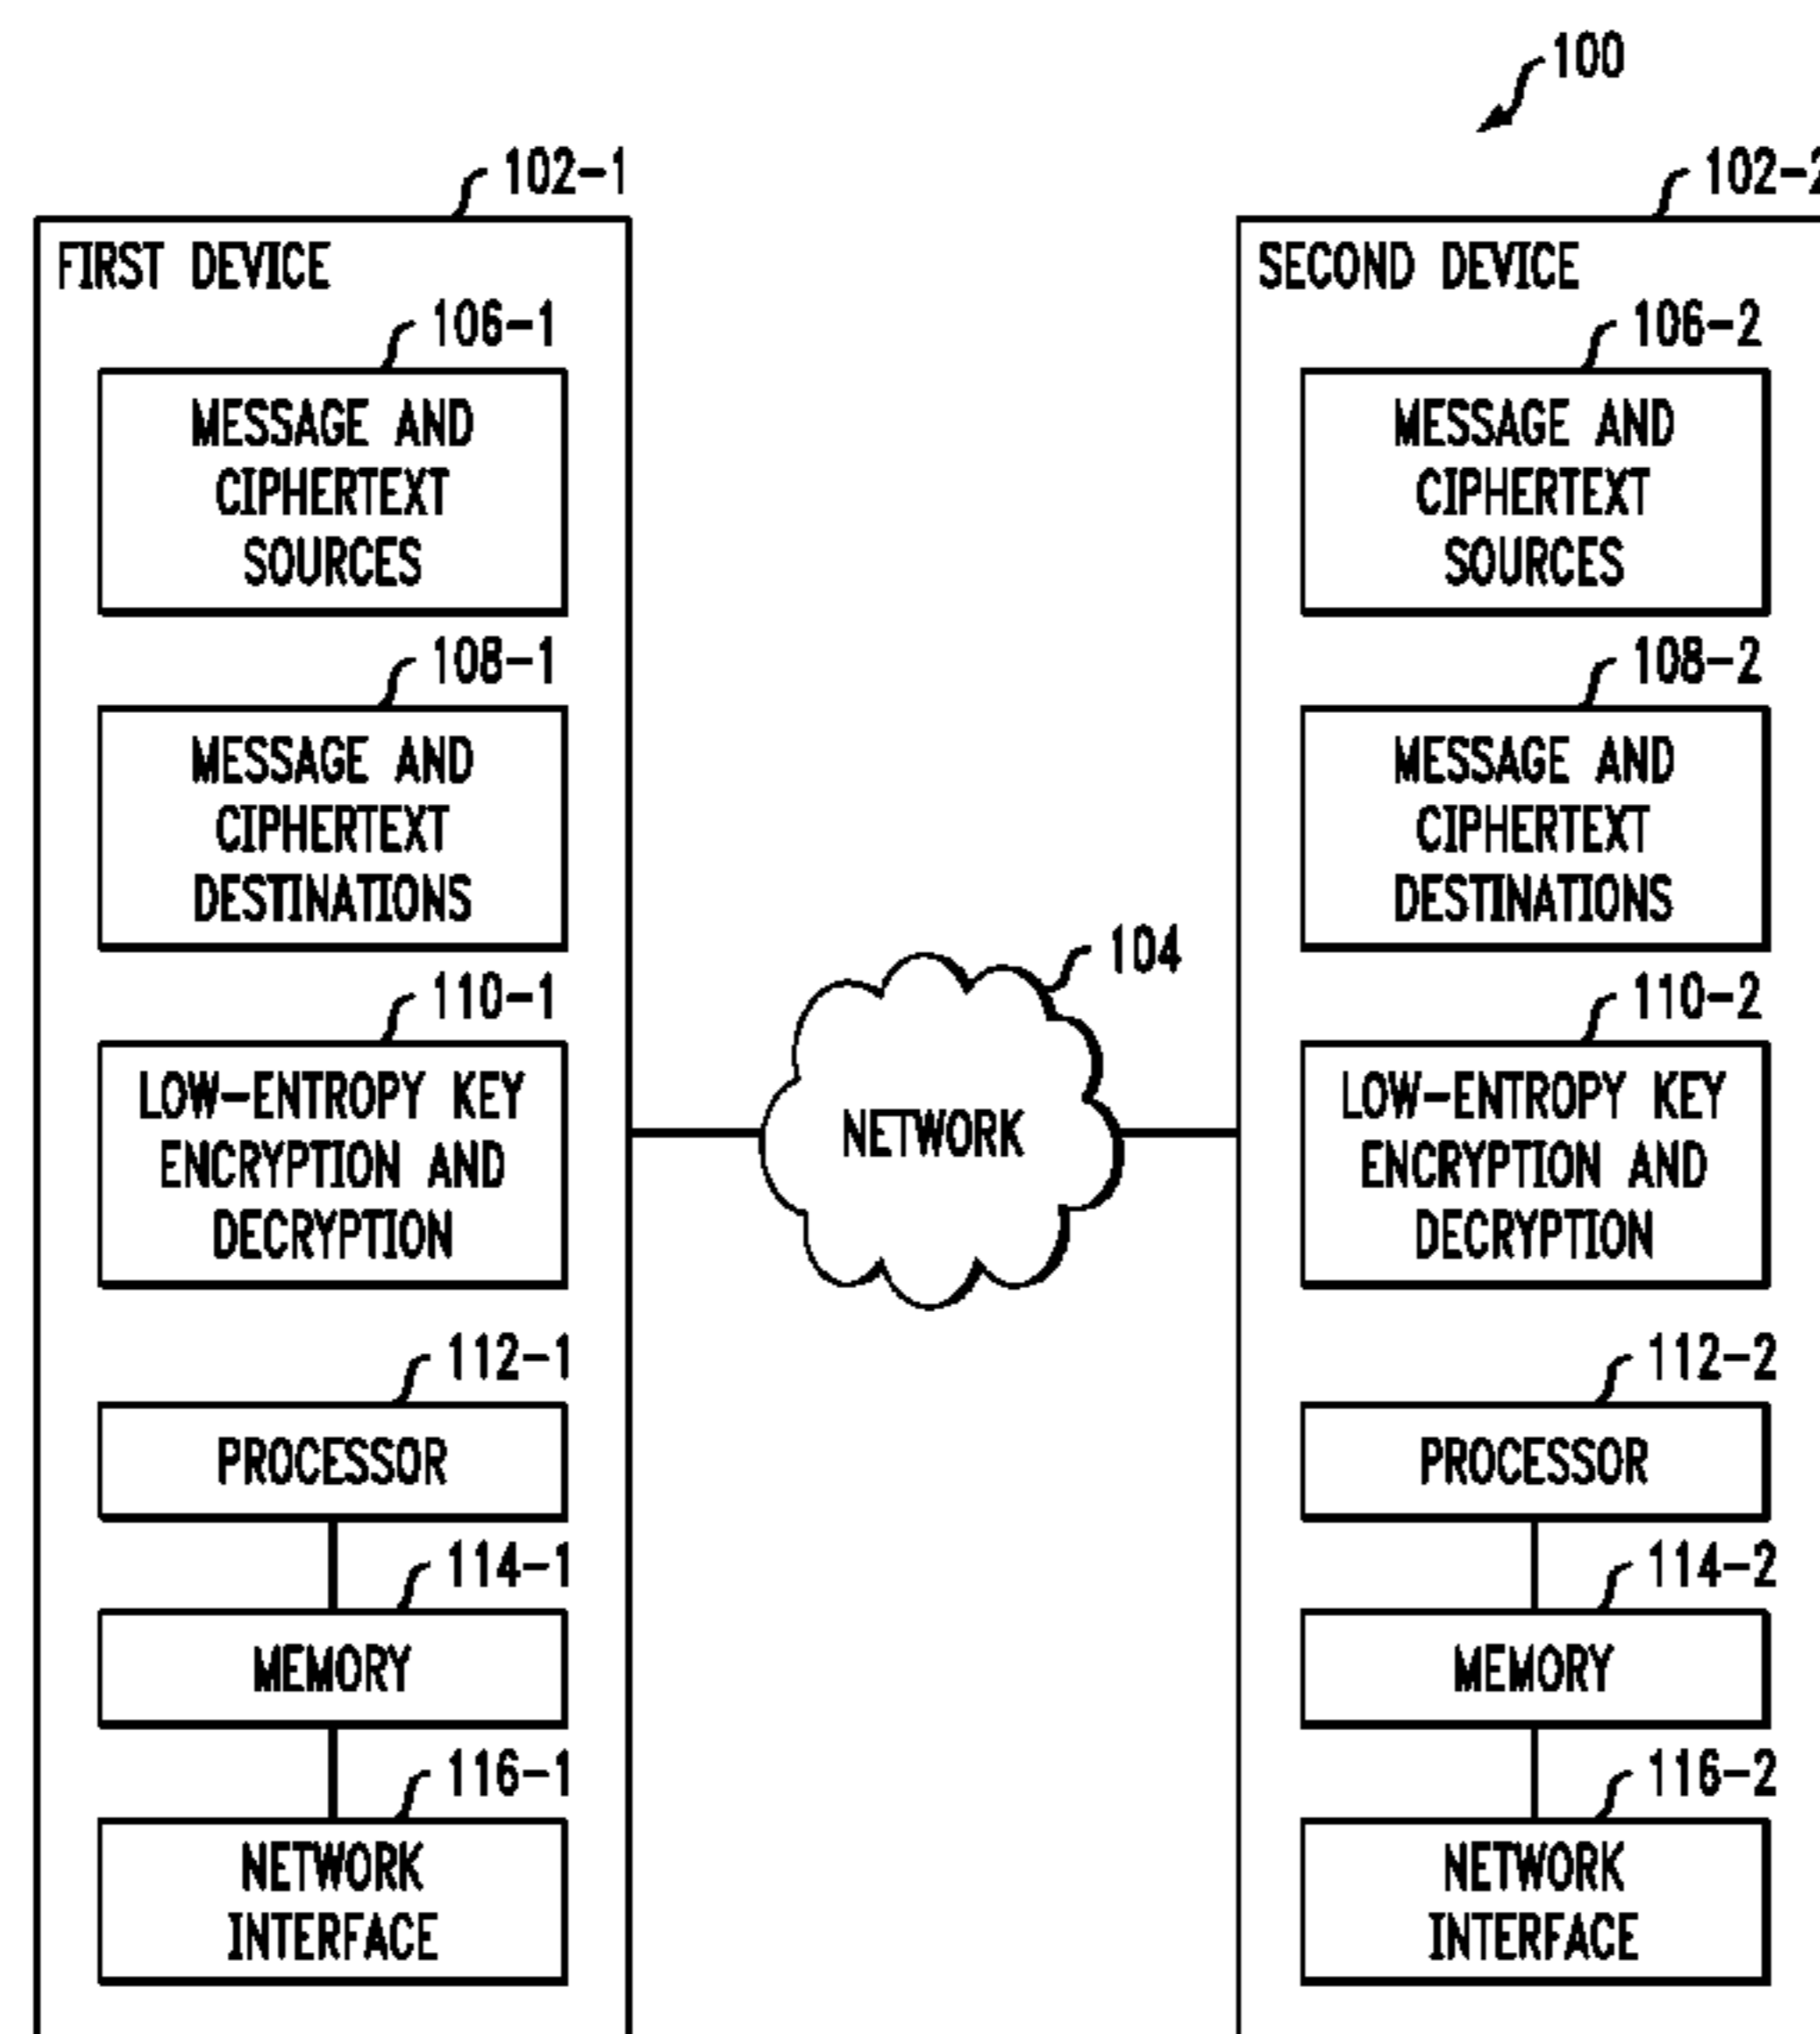 100
102-1
FIRST DEVICE
106-1
MESSAGE AND
CIPHERTEXT
SOURCES
108-1
MESSAGE AND
CIPHERTEXT
DESTINATIONS
110-1
LOW-ENTROPY KEY
ENCRYPTION AND
DECRYPTION
112-1
PROCESSOR
114-1
MEMORY
116-1
NETWORK
INTERFACE
104
NETWORK
102-2
SECOND DEVICE
106-2
MESSAGE AND
CIPHERTEXT
SOURCES
108-2
MESSAGE AND
CIPHERTEXT
DESTINATIONS
110-2
LOW-ENTROPY KEY
ENCRYPTION AND
DECRYPTION
112-2
PROCESSOR
114-2
MEMORY
116-2
NETWORK
INTERFACE